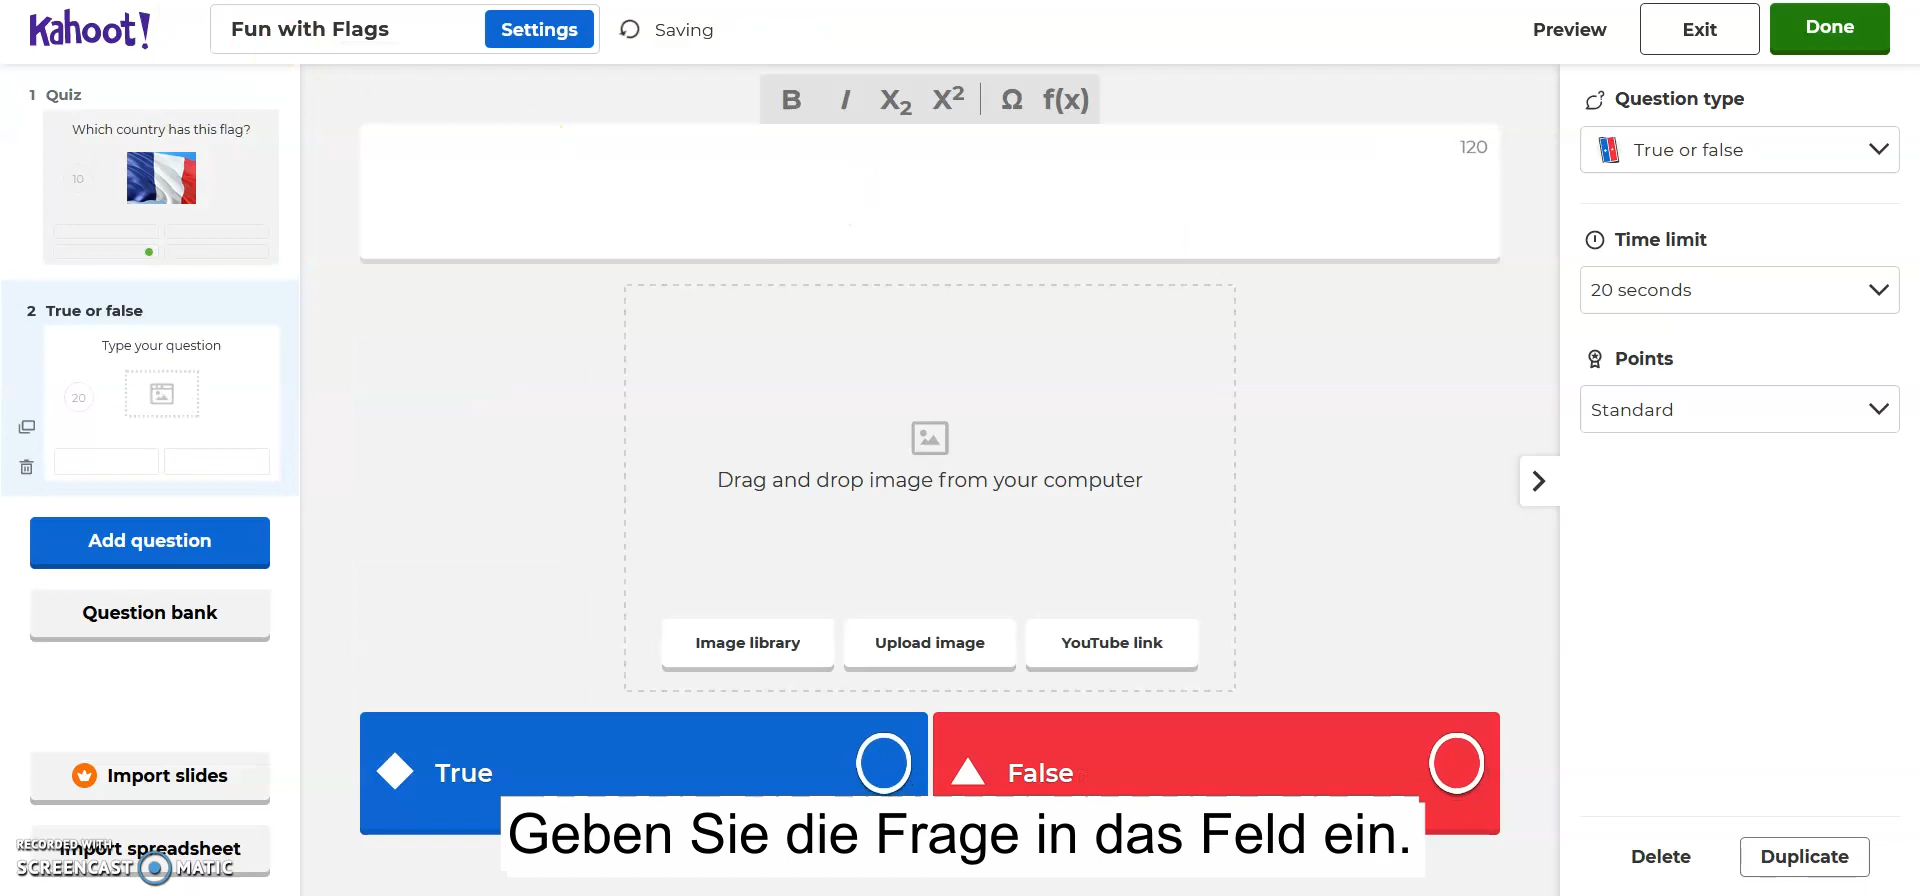 Kahoot!
Fun with Flags
Settings
Saving
Preview
Exit
Done
1 Quiz
Which country has this flag?
10
2 True or false
Type your question
20
Add question
Question bank
Import slides
Import spreadsheet
RECORDED WITH
SCREENCAST MATIC
B I X2 X2 Ω f(x)
120
Drag and drop image from your computer
Image library
Upload image
YouTube link
True
False
Geben Sie die Frage in das Feld ein.
Question type
True or false
Time limit
20 seconds
Points
Standard
Delete
Duplicate